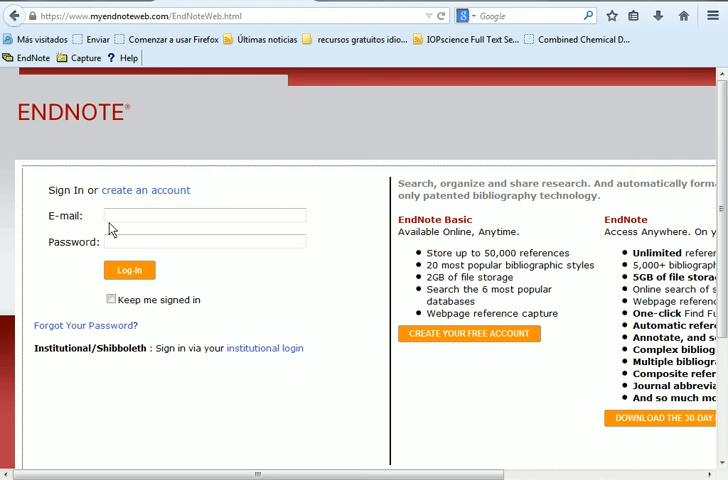 https://www.myendnoteweb.com/EndNoteWeb.html
Google
Más visitados
Enviar
Comenzar a usar Firefox
Últimas noticias
recursos gratuitos idio...
IOPscience Full Text Se...
Combined Chemical D...
EndNote
Capture
Help
ENDNOTE®
Sign In or create an account
E-mail:
Password:
Log-In
Keep me signed in
Forgot Your Password?
Institutional/Shibboleth : Sign in via your institutional login
Search, organize and share research. And automatically forma
only patented bibliography technology.
EndNote Basic
Available Online, Anytime.
Store up to 50,000 references
20 most popular bibliographic styles
2GB of file storage
Search the 6 most popular
databases
Webpage reference capture
CREATE YOUR FREE ACCOUNT
EndNote
Access Anywhere. On y
Unlimited refere
5,000+ bibliograph
5GB of file stora
Online search of
Webpage referenc
One-click Find Fu
Automatic refere
Annotate, and s
Complex bibliog
Multiple bibliog
Composite refer
Journal abbrevia
And so much mo
DOWNLOAD THE 30-DAY